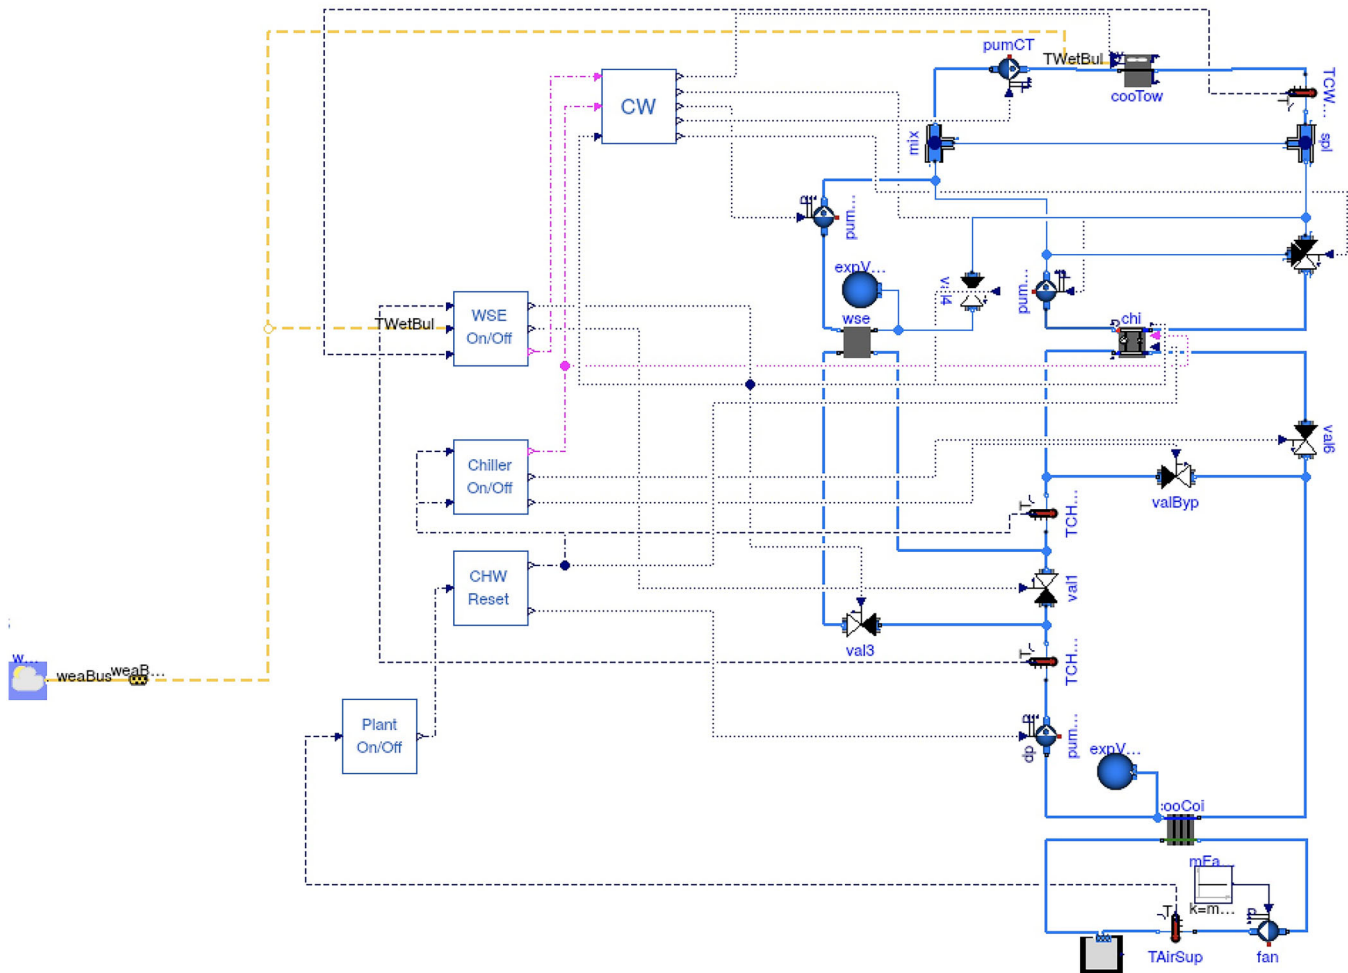 pumCT
TWetBul
cooTow
TCW...
CW
mix
spl
pum...
expV...
val4
pum...
wse
chi
WSE
On/Off
TWetBul
val6
Chiller
On/Off
valByp
TCH...
CHW
Reset
val1
val3
TCH...
w...
weaBus
weaB...
Plant
On/Off
dp
pum...
expV...
ooCoi
mFa...
k=m...
TAirSup
fan